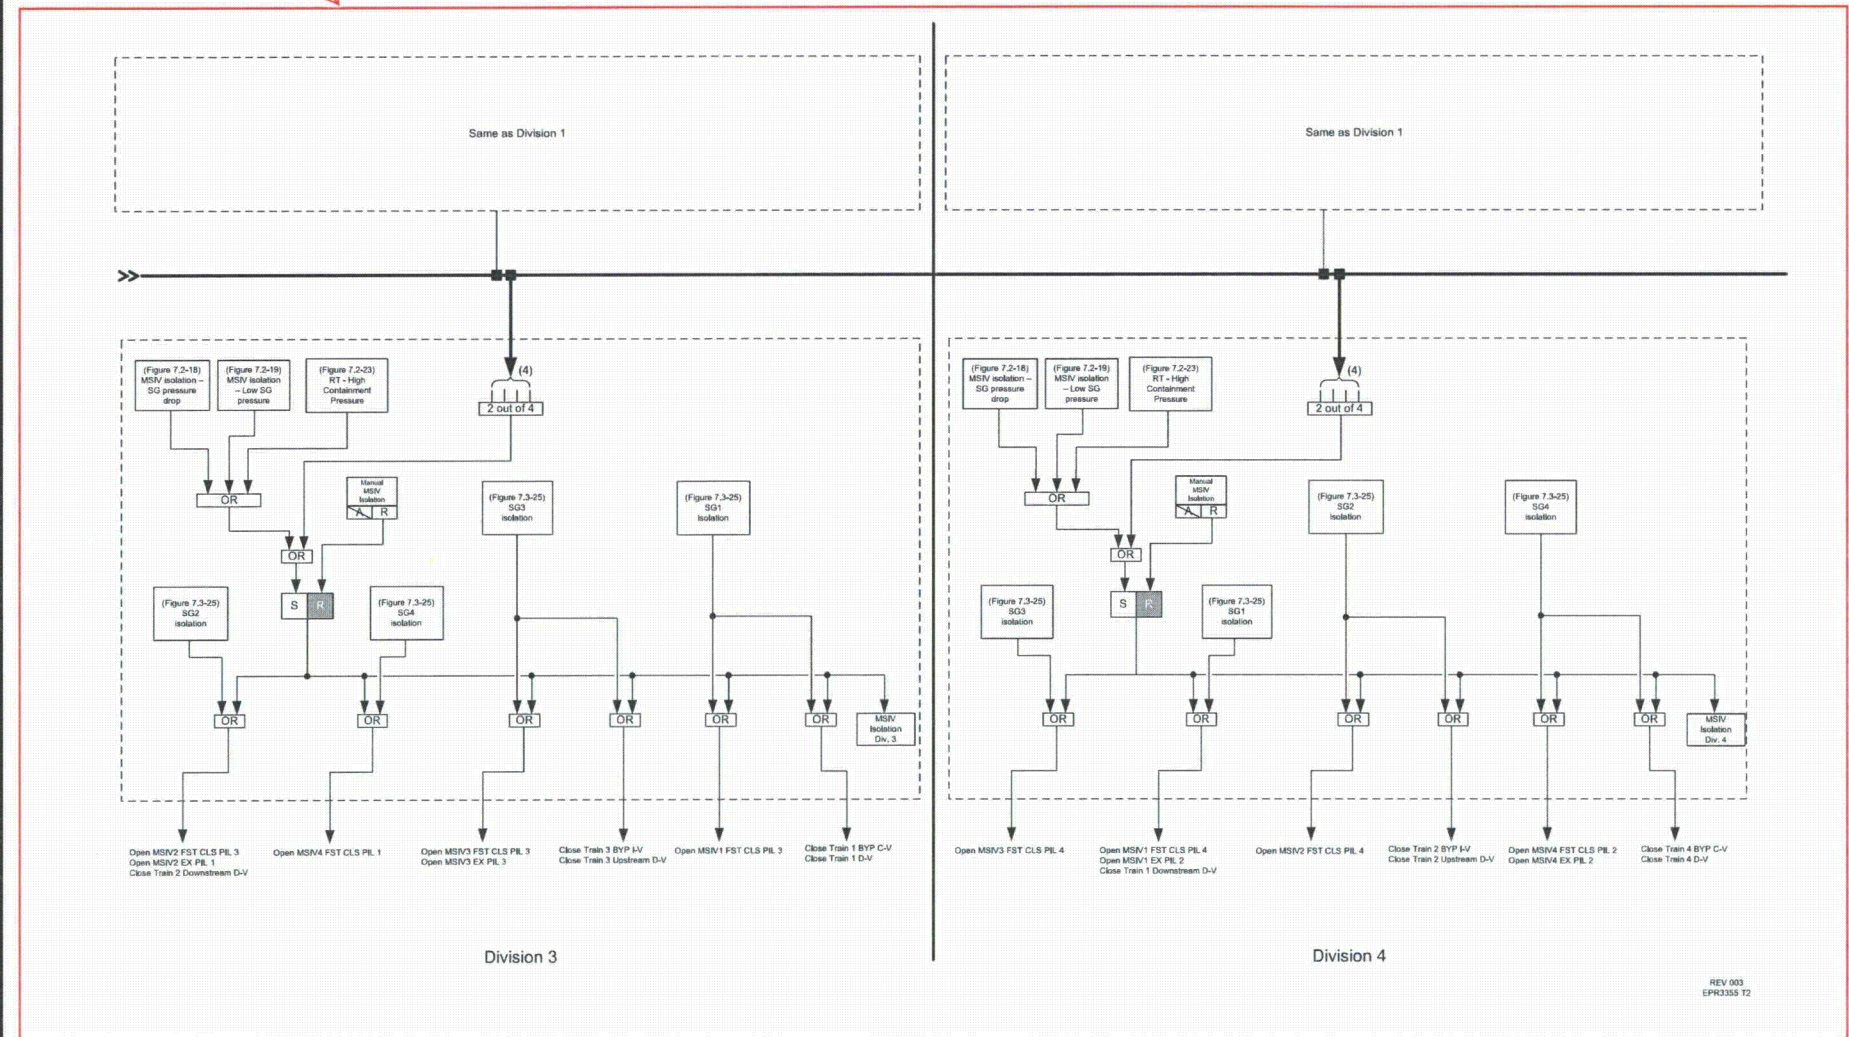 Same as Division 1
Same as Division 1
(Figure 7.2-18)
MSIV isolation –
SG pressure
drop
(Figure 7.2-19)
MSIV isolation
– Low SG
pressure
(Figure 7.2-23)
RT - High
Containment
Pressure
(4)
2 out of 4
OR
Manual
MSIV
Isolation
A R
(Figure 7.3-25)
SG3
isolation
(Figure 7.3-25)
SG1
isolation
OR
(Figure 7.3-25)
SG2
isolation
S R
(Figure 7.3-25)
SG4
isolation
OR
OR
OR
OR
OR
OR
MSIV
Isolation
Div. 3
Open MSIV2 FST CLS PIL 3
Open MSIV2 EX PIL 1
Close Train 2 Downstream D-V
Open MSIV4 FST CLS PIL 1
Open MSIV3 FST CLS PIL 3
Open MSIV3 EX PIL 3
Close Train 3 BYP I-V
Close Train 3 Upstream D-V
Open MSIV1 FST CLS PIL 3
Close Train 1 BYP C-V
Close Train 1 D-V
Division 3
(Figure 7.2-18)
MSIV isolation –
SG pressure
drop
(Figure 7.2-19)
MSIV isolation
– Low SG
pressure
(Figure 7.2-23)
RT - High
Containment
Pressure
(4)
2 out of 4
OR
Manual
MSIV
Isolation
A R
(Figure 7.3-25)
SG2
isolation
(Figure 7.3-25)
SG4
isolation
OR
(Figure 7.3-25)
SG3
isolation
S R
(Figure 7.3-25)
SG1
isolation
OR
OR
OR
OR
OR
OR
MSIV
Isolation
Div. 4
Open MSIV3 FST CLS PIL 4
Open MSIV1 FST CLS PIL 4
Open MSIV1 EX PIL 2
Close Train 1 Downstream D-V
Open MSIV2 FST CLS PIL 4
Close Train 2 BYP I-V
Close Train 2 Upstream D-V
Open MSIV4 FST CLS PIL 2
Open MSIV4 EX PIL 2
Close Train 4 BYP C-V
Close Train 4 D-V
Division 4
REV 003
EPR3355 T2